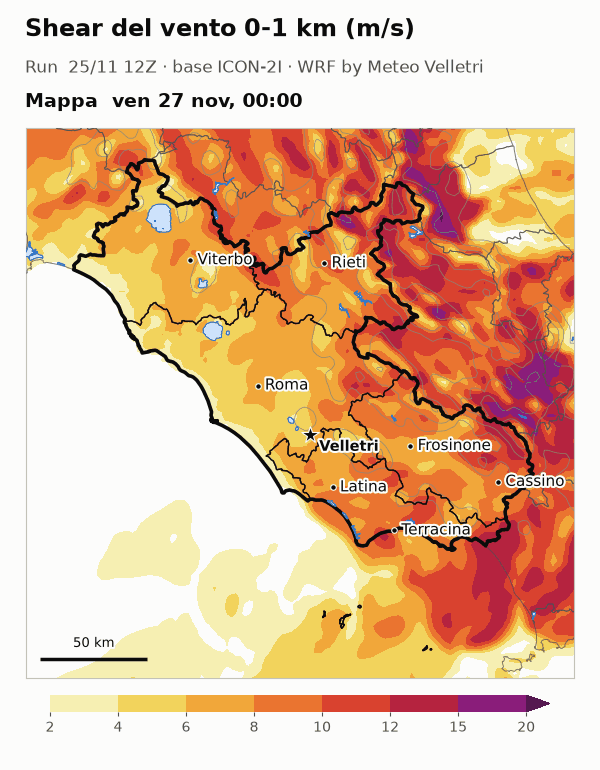 Shear del vento 0-1 km (m/s)
Run  25/11 12Z · base ICON-2I · WRF by Meteo Velletri
Mappa  ven 27 nov, 00:00
Viterbo
Rieti
Roma
Velletri
Frosinone
Latina
Cassino
Terracina
50 km
2 4 6 8 10 12 15 20